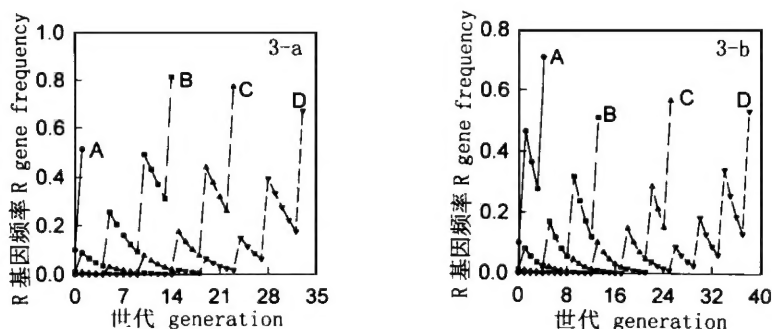 R 基因频率 R gene frequency
1.0
0.8
0.6
0.4
0.2
0.0
3-a
A
B
C
D
0 7 14 21 28 35
世代 generation
R 基因频率 R gene frequency
0.8
0.6
0.4
0.2
0.0
3-b
A
B
C
D
0 8 16 24 32 40
世代 generation